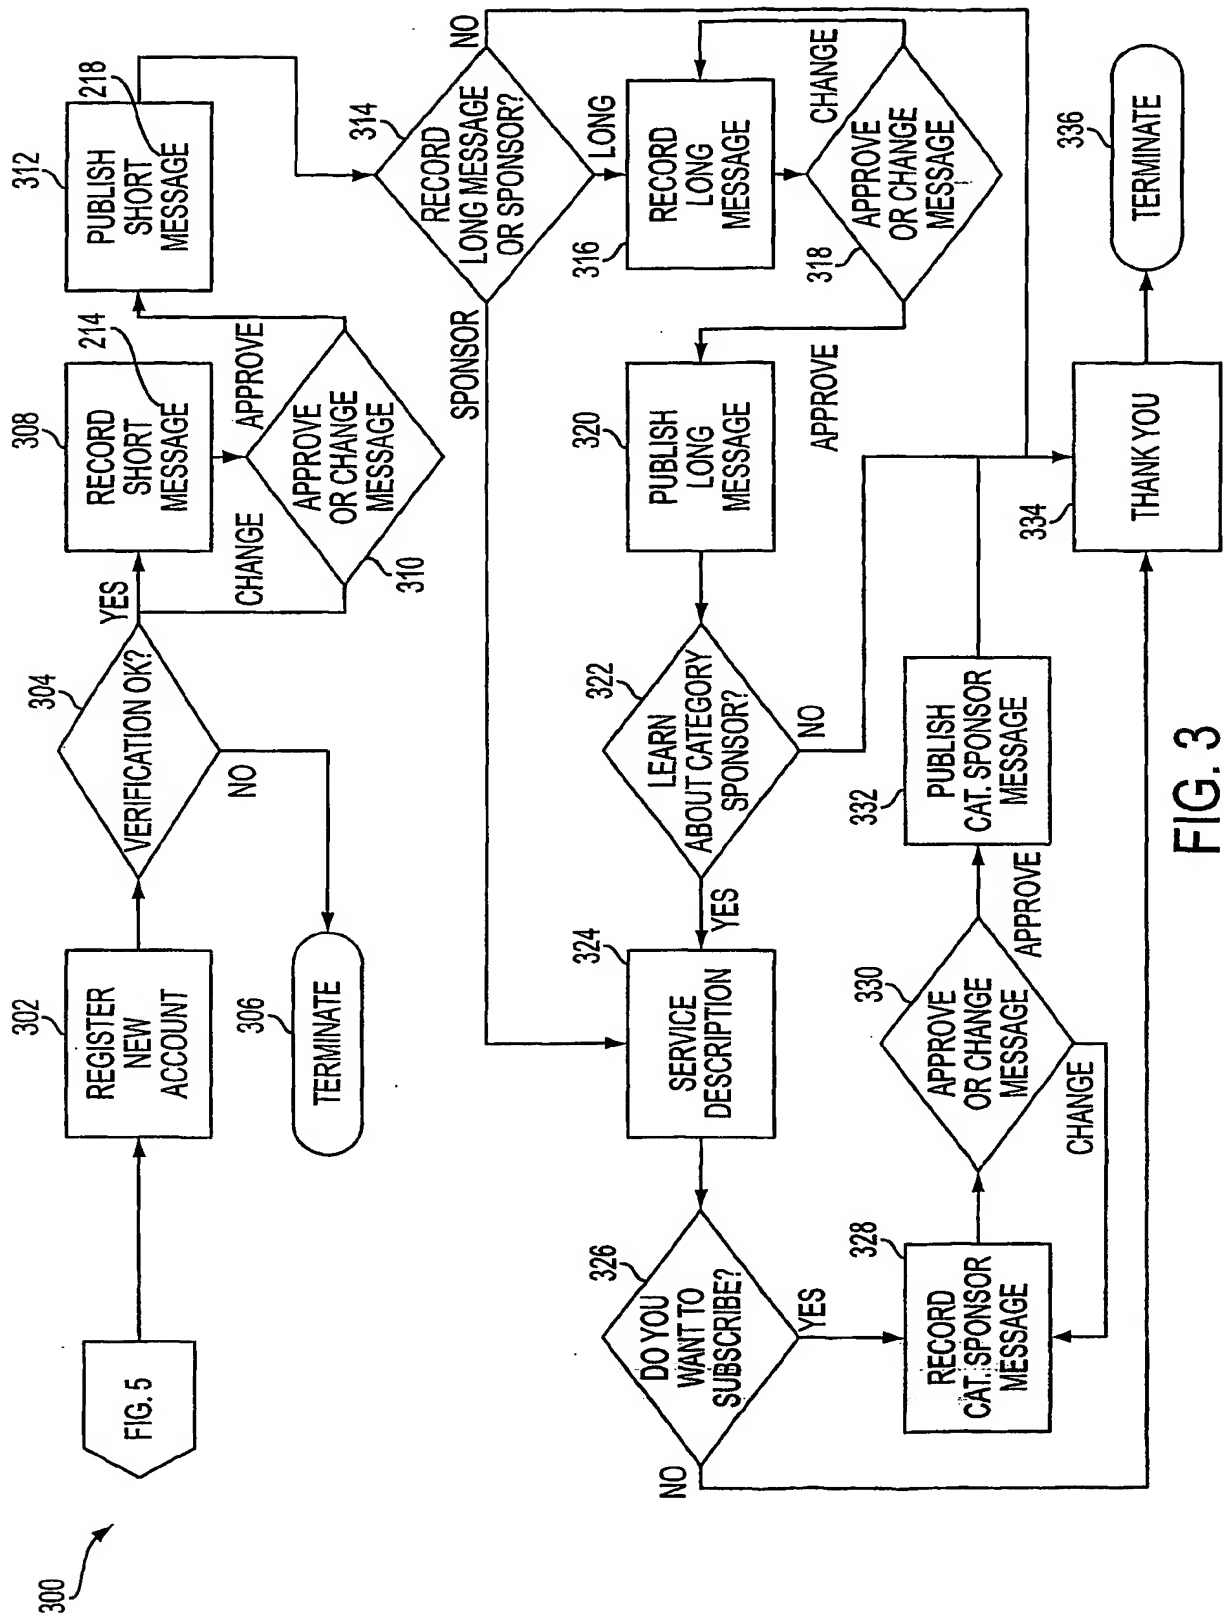 300
FIG. 5
302
REGISTER
NEW
ACCOUNT
304
VERIFICATION OK?
YES
NO
306
TERMINATE
308
RECORD
SHORT
MESSAGE
214
310
APPROVE
OR CHANGE
MESSAGE
CHANGE
APPROVE
312
PUBLISH
SHORT
MESSAGE
218
314
RECORD
LONG MESSAGE
OR SPONSOR?
NO
SPONSOR
LONG
316
RECORD
LONG
MESSAGE
318
APPROVE
OR CHANGE
MESSAGE
CHANGE
APPROVE
320
PUBLISH
LONG
MESSAGE
322
LEARN
ABOUT CATEGORY
SPONSOR?
NO
YES
324
SERVICE
DESCRIPTION
326
DO YOU
WANT TO
SUBSCRIBE?
NO
YES
328
RECORD
CAT. SPONSOR
MESSAGE
330
APPROVE
OR CHANGE
MESSAGE
CHANGE
APPROVE
332
PUBLISH
CAT. SPONSOR
MESSAGE
334
THANK YOU
336
TERMINATE
FIG. 3